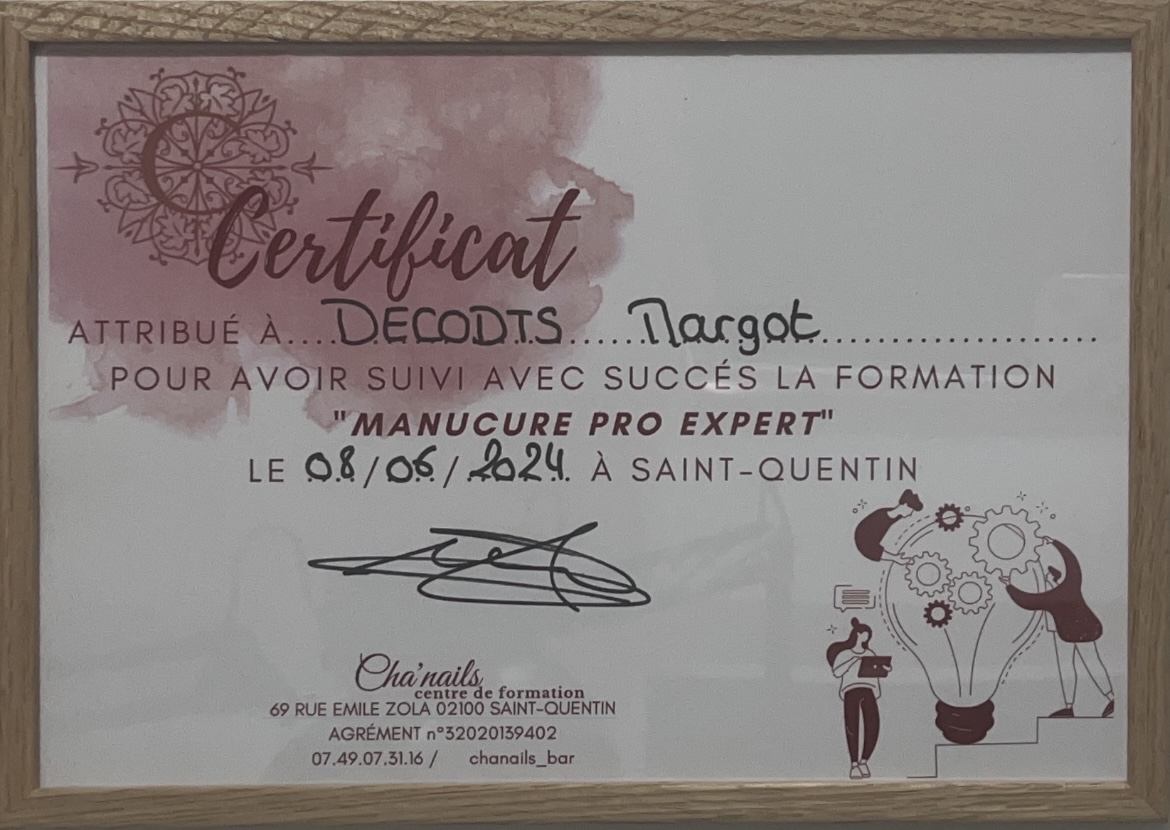 C
Certificat
ATTRIBUÉ À....DECODTS......Margot........................
POUR AVOIR SUIVI AVEC SUCCÉS LA FORMATION
"MANUCURE PRO EXPERT"
LE 08/06/2024 À SAINT-QUENTIN
Cha'nails
centre de formation
69 RUE EMILE ZOLA 02100 SAINT-QUENTIN
AGRÉMENT n°32020139402
07.49.07.31.16 / chanails_bar